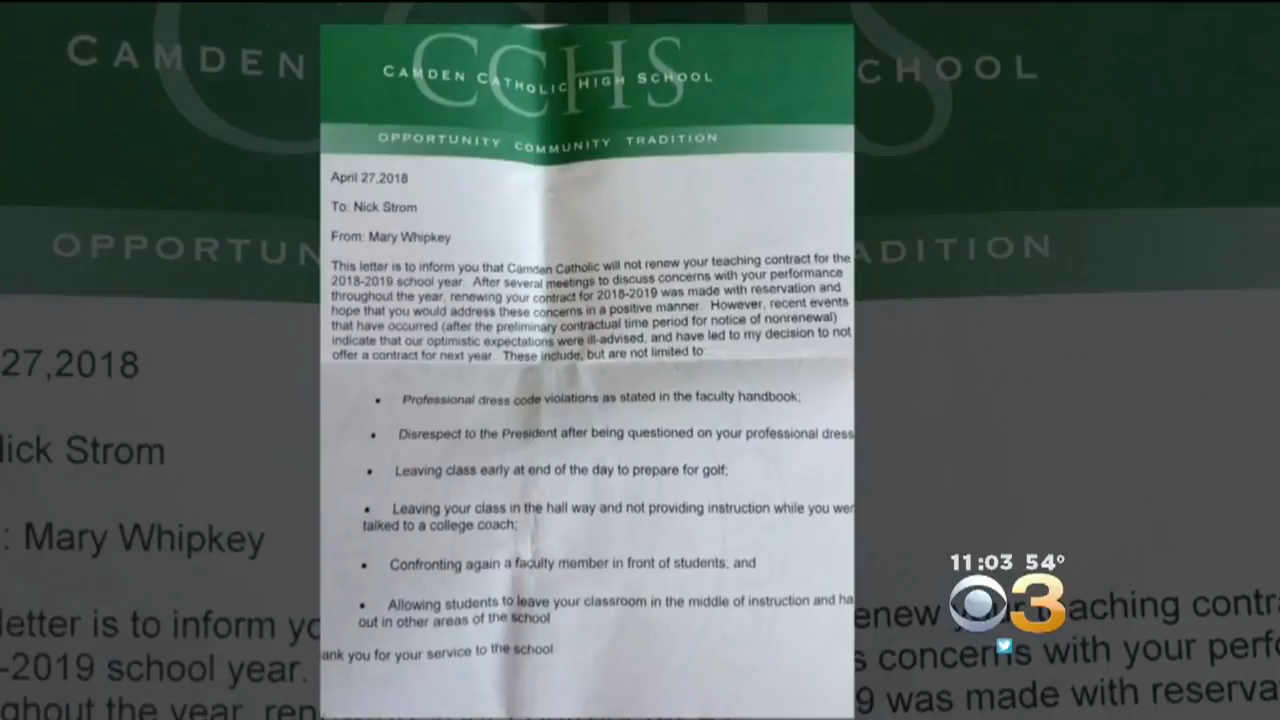 CCHS
CAMDEN CATHOLIC HIGH SCHOOL
OPPORTUNITY COMMUNITY TRADITION
April 27,2018
To: Nick Strom
From: Mary Whipkey
This letter is to inform you that Camden Catholic will not renew your teaching contract for the
2018-2019 school year. After several meetings to discuss concerns with your performance
throughout the year, renewing your contract for 2018-2019 was made with reservation and
hope that you would address these concerns in a positive manner. However, recent events
that have occurred (after the preliminary contractual time period for notice of nonrenewal)
indicate that our optimistic expectations were ill-advised, and have led to my decision to not
offer a contract for next year. These include, but are not limited to:
• Professional dress code violations as stated in the faculty handbook;
• Disrespect to the President after being questioned on your professional dress
• Leaving class early at end of the day to prepare for golf;
• Leaving your class in the hall way and not providing instruction while you wer
talked to a college coach;
• Confronting again a faculty member in front of students; and
• Allowing students to leave your classroom in the middle of instruction and ha
out in other areas of the school
ank you for your service to the school
CAMDEN
CHOOL
OPPORTUN
ADITION
27,2018
lick Strom
: Mary Whipkey
letter is to inform yo
enew your teaching contr
-2019 school year.
s concerns with your perfo
ghout the year, ren
9 was made with reserva
11:03 54°
3